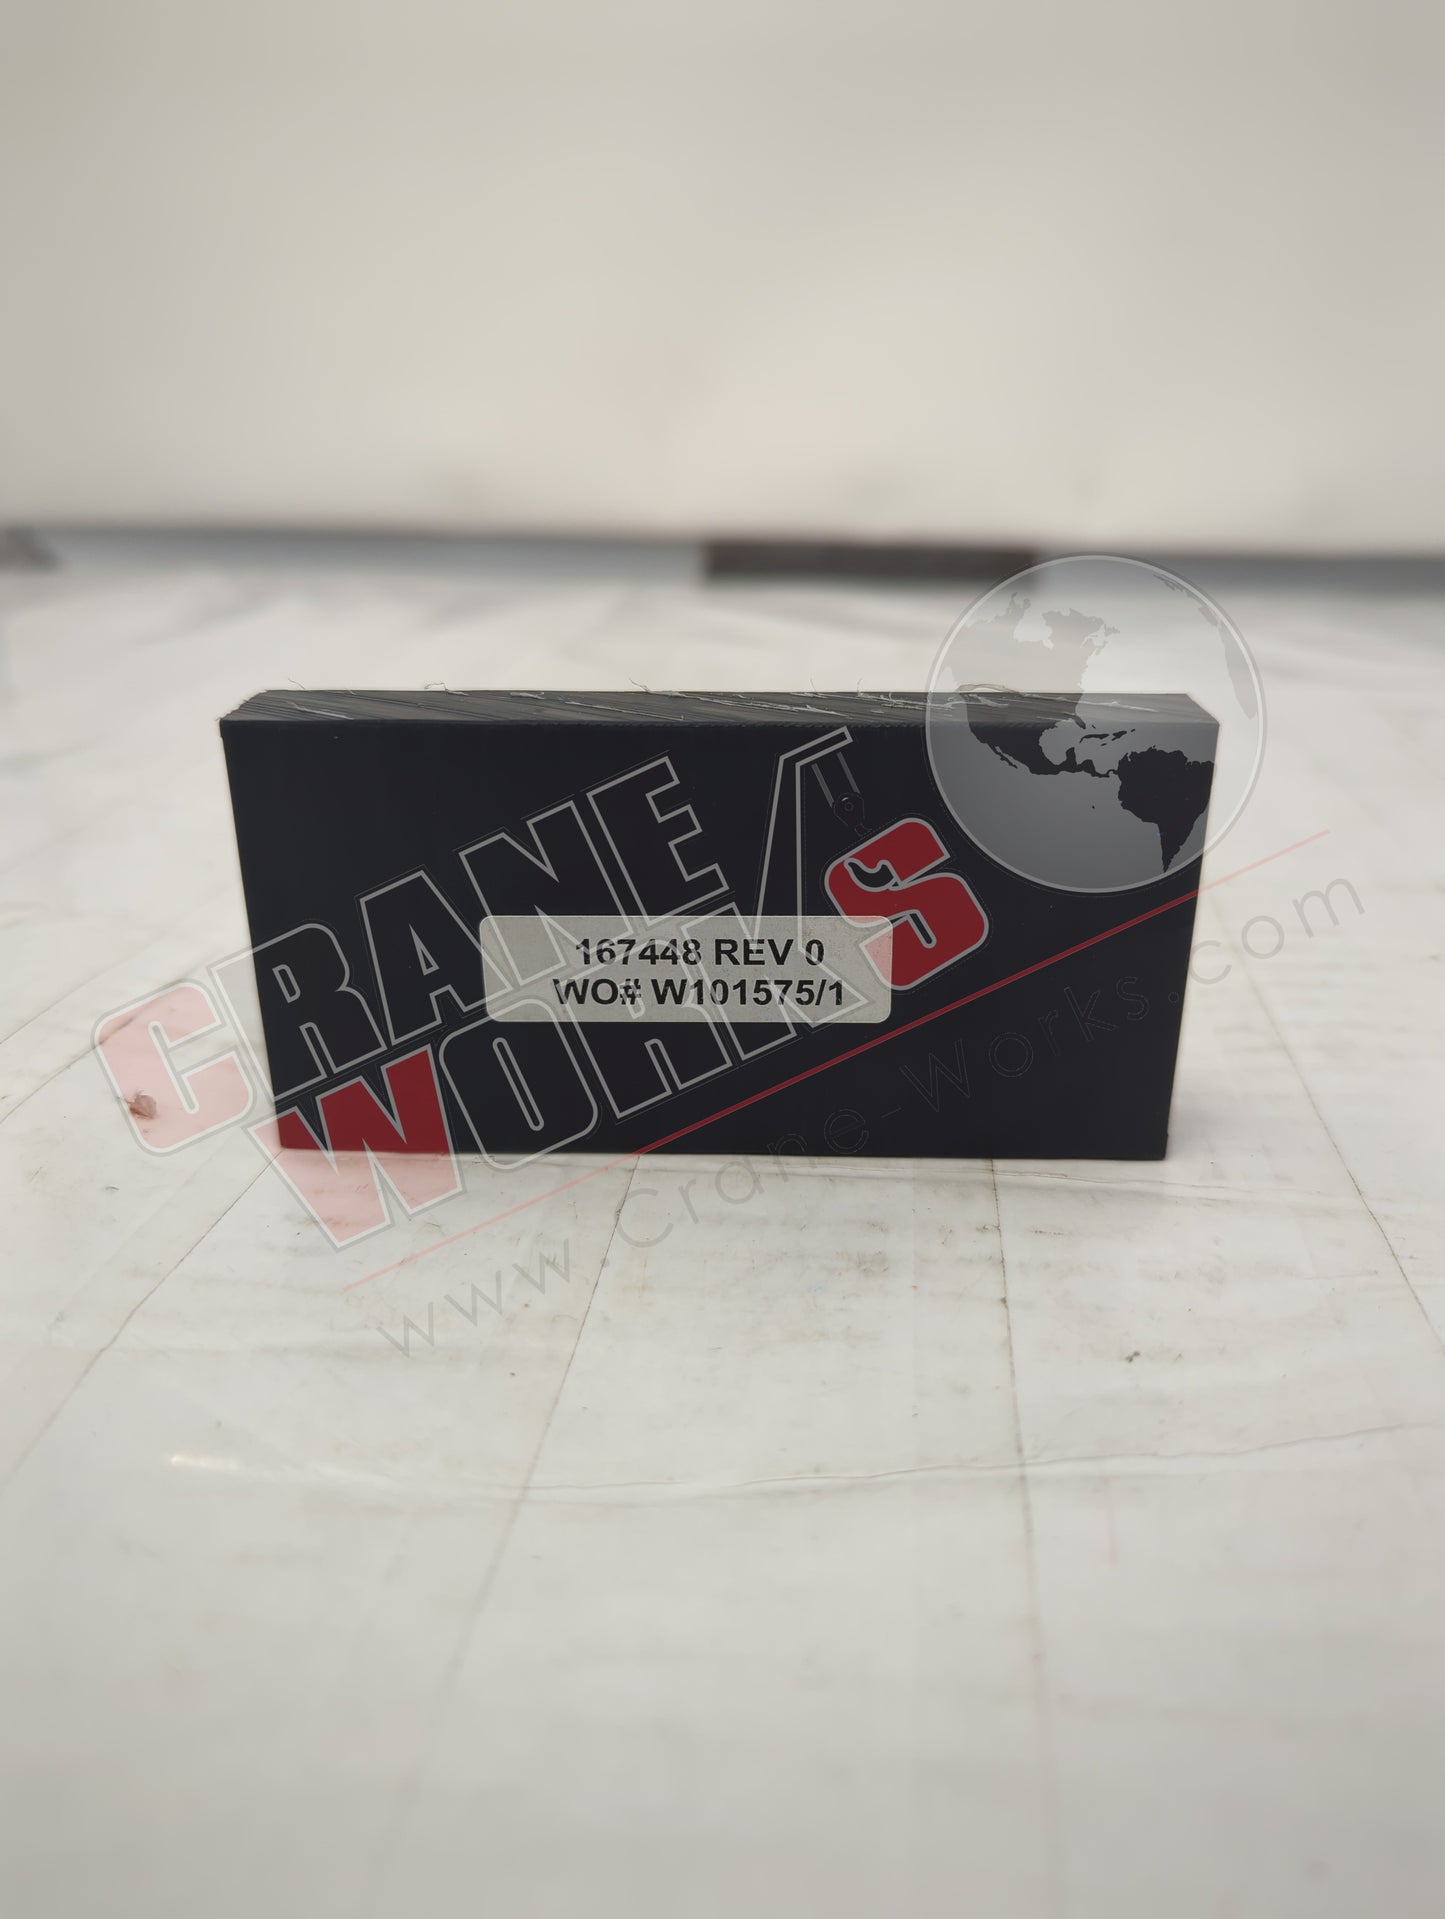 CRANE
WORKS
167448 REV 0
WO# W101575/1
www.Crane-Works.com